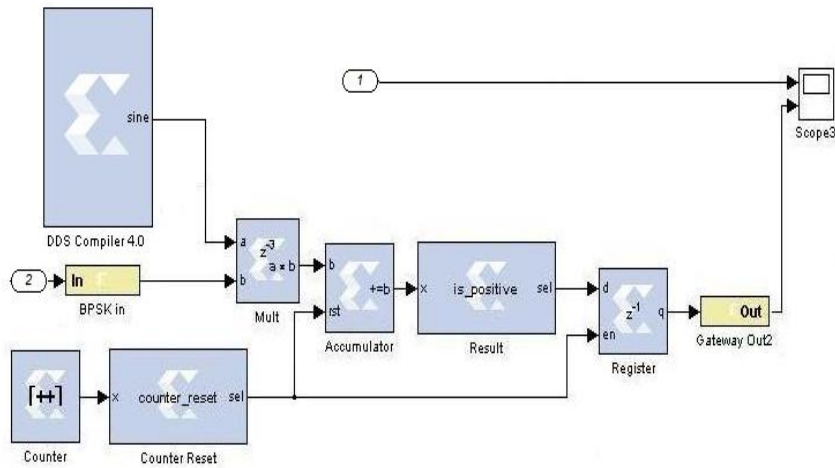 sine
DDS Compiler 4.0
1
Scope3
2
In
BPSK in
a
b
z⁻³
a × b
Mult
b
rst
+=b
Accumulator
x
is_positive
sel
Result
d
en
z⁻¹
q
Register
Out
Gateway Out2
[++]
Counter
x
counter_reset
sel
Counter Reset